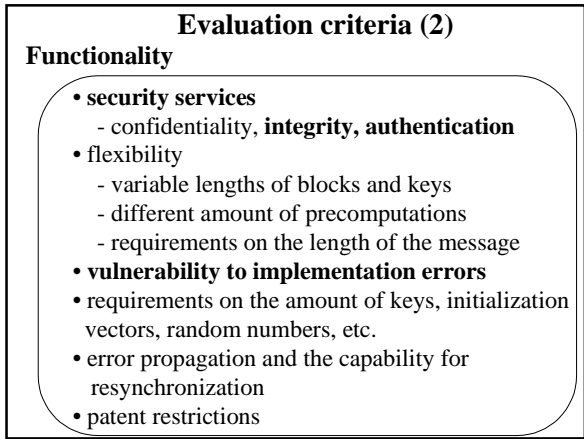 Evaluation criteria (2)
Functionality
• security services
- confidentiality, integrity, authentication
• flexibility
- variable lengths of blocks and keys
- different amount of precomputations
- requirements on the length of the message
• vulnerability to implementation errors
• requirements on the amount of keys, initialization
vectors, random numbers, etc.
• error propagation and the capability for
resynchronization
• patent restrictions